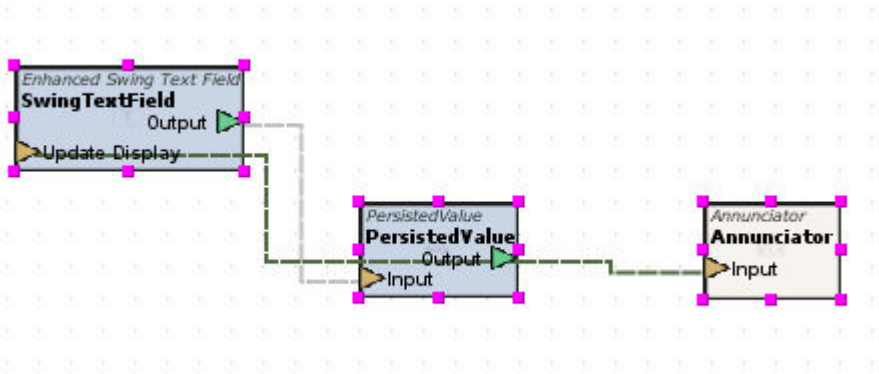 Enhanced Swing Text Field
SwingTextField
Output
Update Display
PersistedValue
PersistedValue
Output
Input
Annunciator
Annunciator
Input